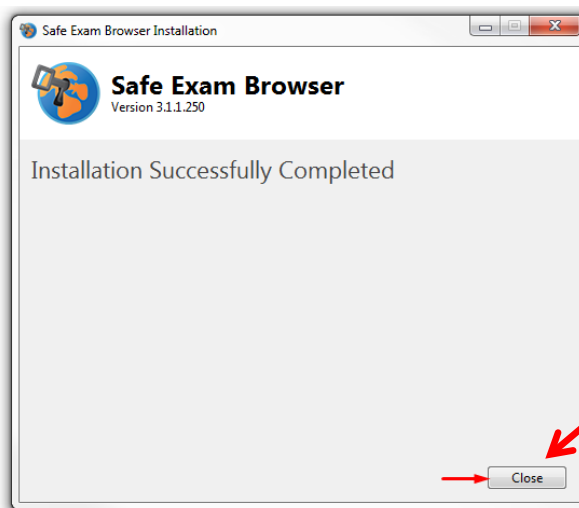 Safe Exam Browser Installation
Safe Exam Browser
Version 3.1.1.250
Installation Successfully Completed
Close